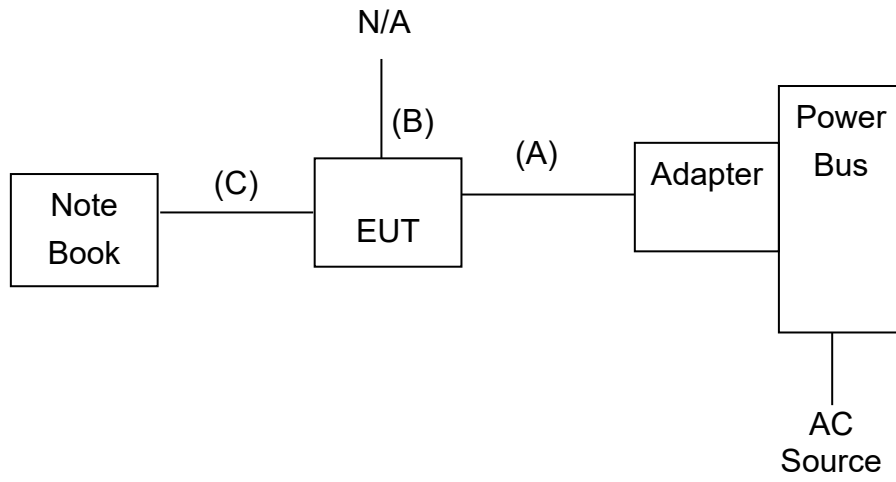 N/A
(B)
(A)
(C)
Note
Book
EUT
Adapter
Power
Bus
AC
Source